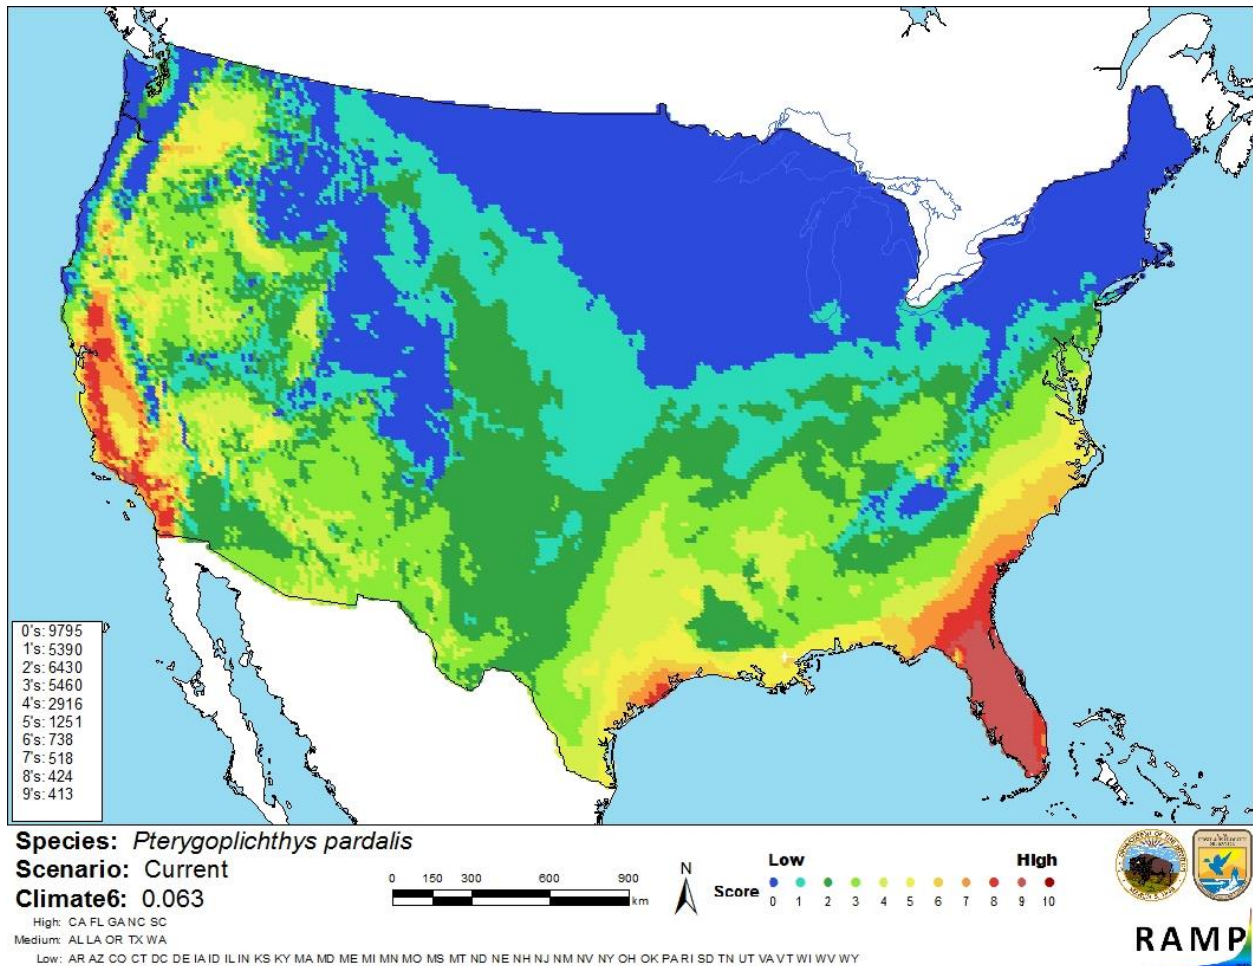 0's: 9795
1's: 5390
2's: 6430
3's: 5460
4's: 2916
5's: 1251
6's: 738
7's: 518
8's: 424
9's: 413
Species: Pterygoplichthys pardalis
Scenario: Current
Climate6: 0.063
High: CA FL GA NC SC
Medium: AL LA OR TX WA
Low: AR AZ CO CT DC DE IA ID IL IN KS KY MA MD ME MI MN MO MS MT ND NE NH NJ NM NV NY OH OK PA RI SD TN UT VA VT WI WV WY
0 150 300 600 900
km
N
Low High
Score 0 1 2 3 4 5 6 7 8 9 10
RAMP